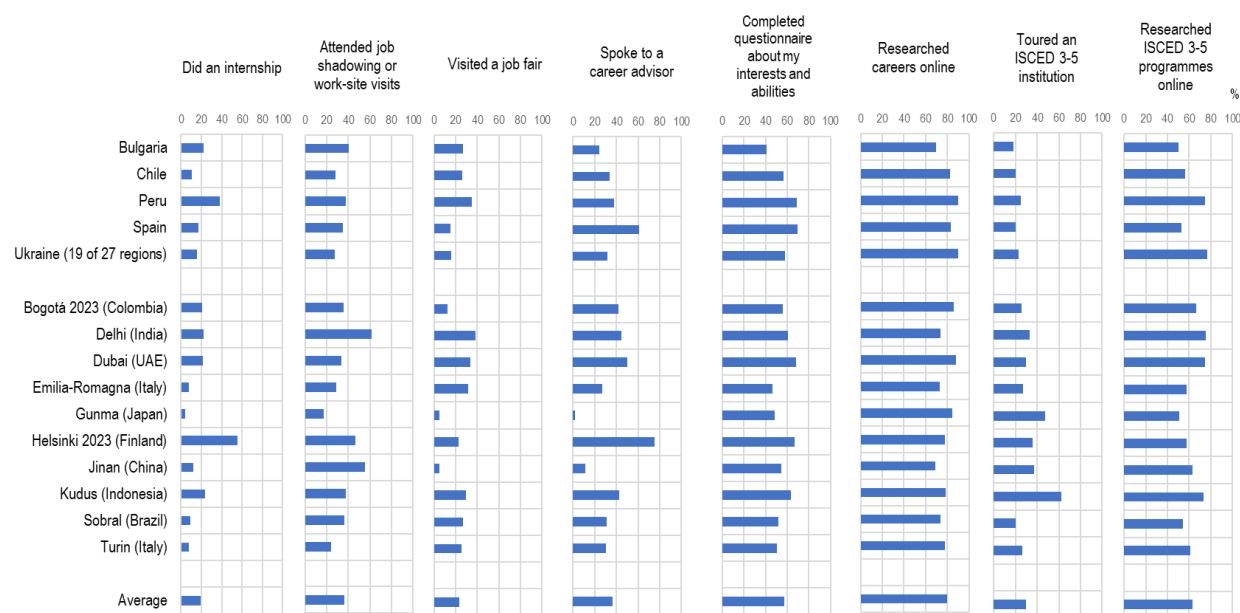 Did an internship
Attended job
shadowing or
work-site visits
Visited a job fair
Spoke to a
career advisor
Completed
questionnaire
about my
interests and
abilities
Researched
careers online
Toured an
ISCED 3-5
institution
Researched
ISCED 3-5
programmes
online
%
0 20 40 60 80 100
0 20 40 60 80 100
0 20 40 60 80 100
0 20 40 60 80 100
0 20 40 60 80 100
0 20 40 60 80 100
0 20 40 60 80 100
0 20 40 60 80 100
Bulgaria
Chile
Peru
Spain
Ukraine (19 of 27 regions)
Bogotá 2023 (Colombia)
Delhi (India)
Dubai (UAE)
Emilia-Romagna (Italy)
Gunma (Japan)
Helsinki 2023 (Finland)
Jinan (China)
Kudus (Indonesia)
Sobral (Brazil)
Turin (Italy)
Average